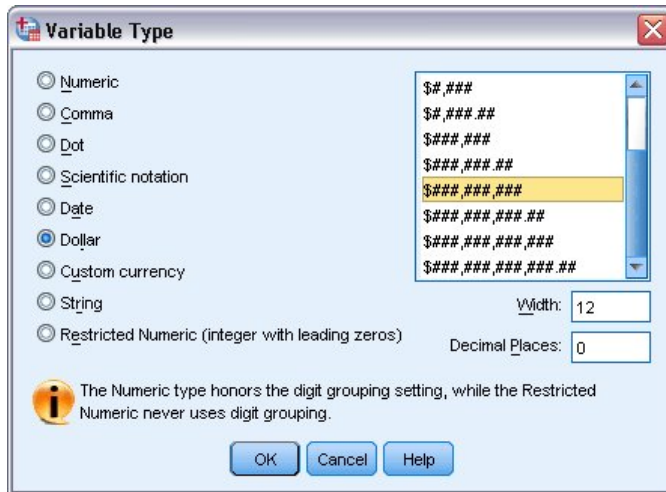 Variable Type
Numeric
Comma
Dot
Scientific notation
Date
Dollar
Custom currency
String
Restricted Numeric (integer with leading zeros)
$#,###
$#,###.##
$###,###
$###,###.##
$###,###,###
$###,###,###.##
$###,###,###,###
$###,###,###,###.##
Width: 12
Decimal Places: 0
The Numeric type honors the digit grouping setting, while the Restricted
Numeric never uses digit grouping.
OK Cancel Help